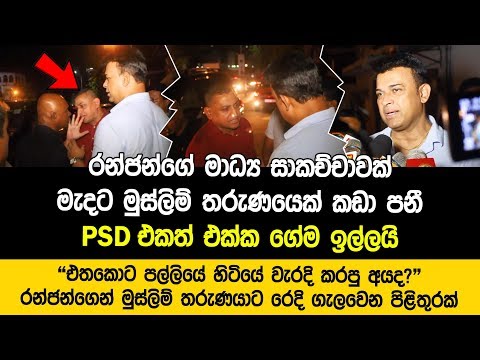 රන්ජන්ගේ මාධ්‍ය සාකච්චාවක්
මැදට මුස්ලිම් තරුණයෙක් කඩා පනී
PSD එකත් එක්ක ගේම ඉල්ලයි
“එතකොට පල්ලියේ හිටියේ වැරදි කරපු අයද?”
රන්ජන්ගෙන් මුස්ලිම් තරුණයාට රෙදි ගැලවෙන පිළිතුරක්